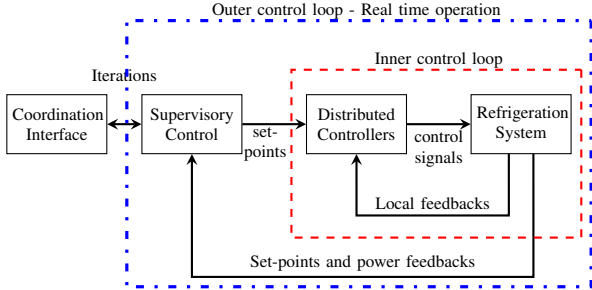 Outer control loop - Real time operation
Inner control loop
Iterations
Coordination
Interface
Supervisory
Control
set-
points
Distributed
Controllers
control
signals
Refrigeration
System
Local feedbacks
Set-points and power feedbacks